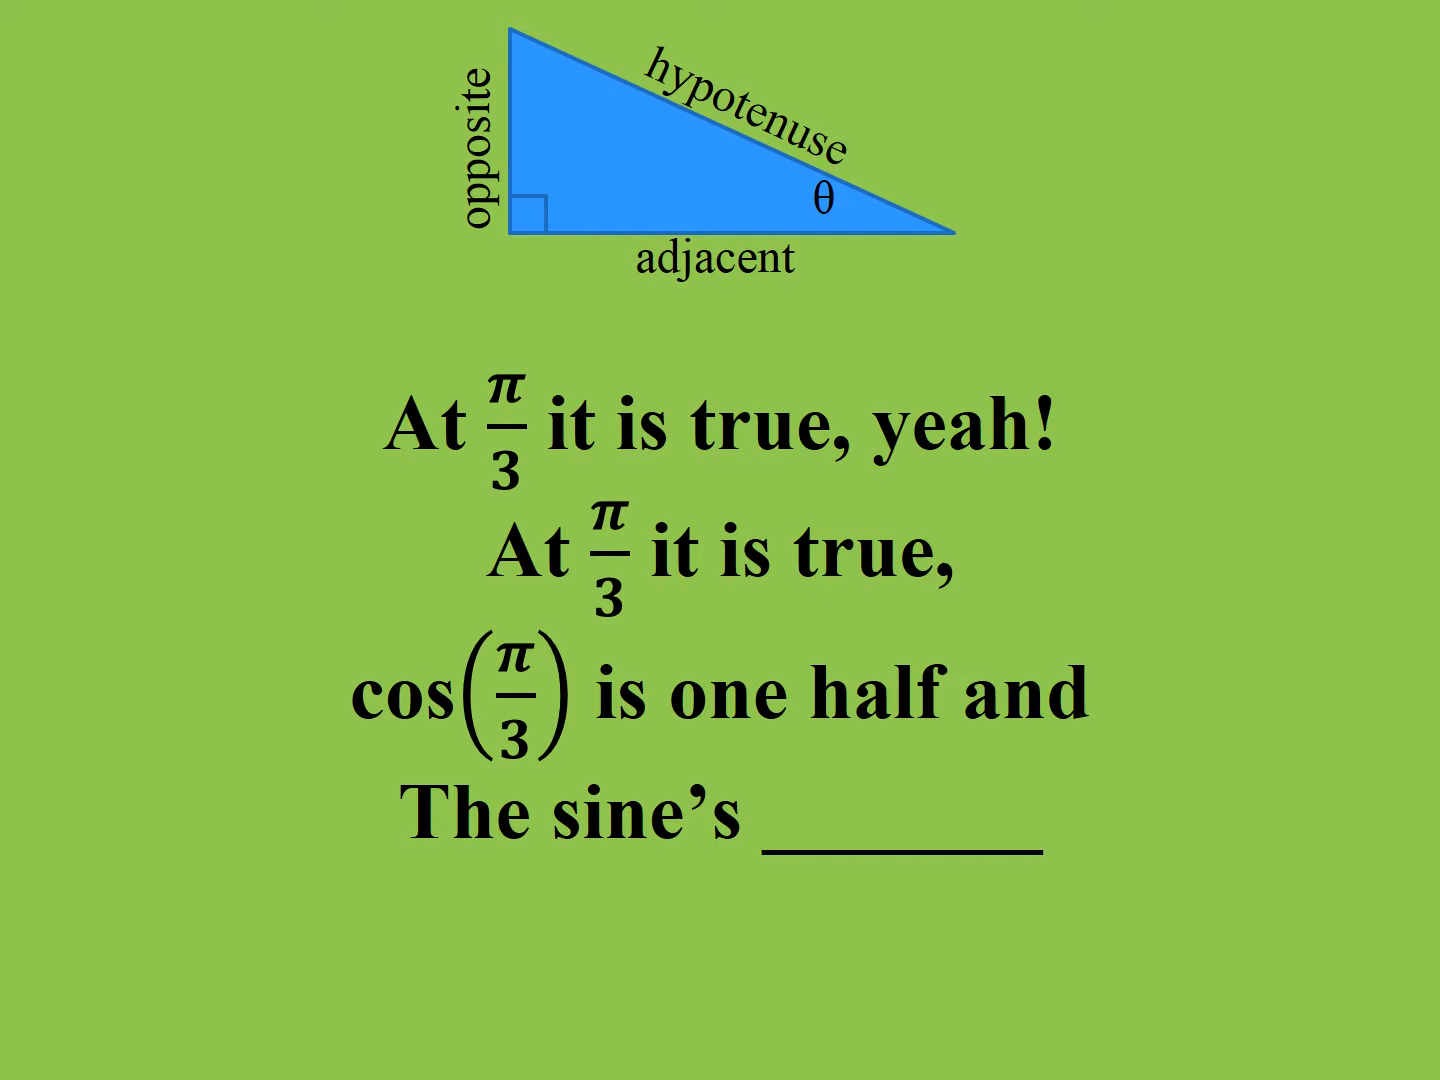 opposite
hypotenuse
θ
adjacent
At π/3 it is true, yeah!
At π/3 it is true,
cos(π/3) is one half and
The sine’s ________